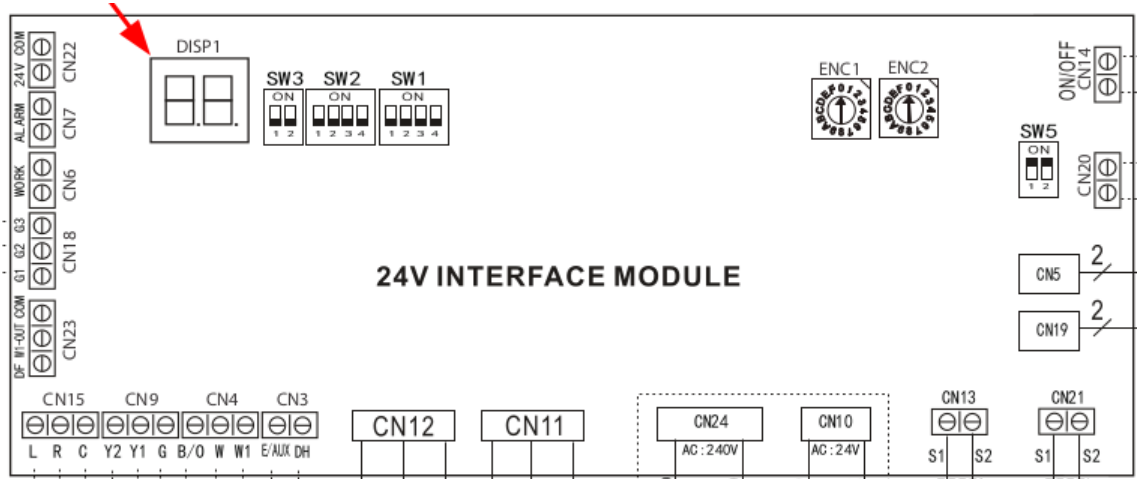 DISP1
SW3 SW2 SW1
ON ON ON
1 2 1 2 3 4 1 2 3 4
ENC1 ENC2
0123456789ABCDEF 0123456789ABCDEF
24V COM
CN22
ALARM
CN7
WORK
CN6
G3
G2
G1
CN18
DF W1-OUT COM
CN23
ON/OFF
CN14
SW5
ON
1 2
CN20
24V INTERFACE MODULE
CN5 2
CN19 2
CN15 CN9 CN4 CN3
L R C Y2 Y1 G B/O W W1 E/AUX DH
CN12 CN11
CN24 CN10
AC:240V AC:24V
CN13 CN21
S1 S2 S1 S2